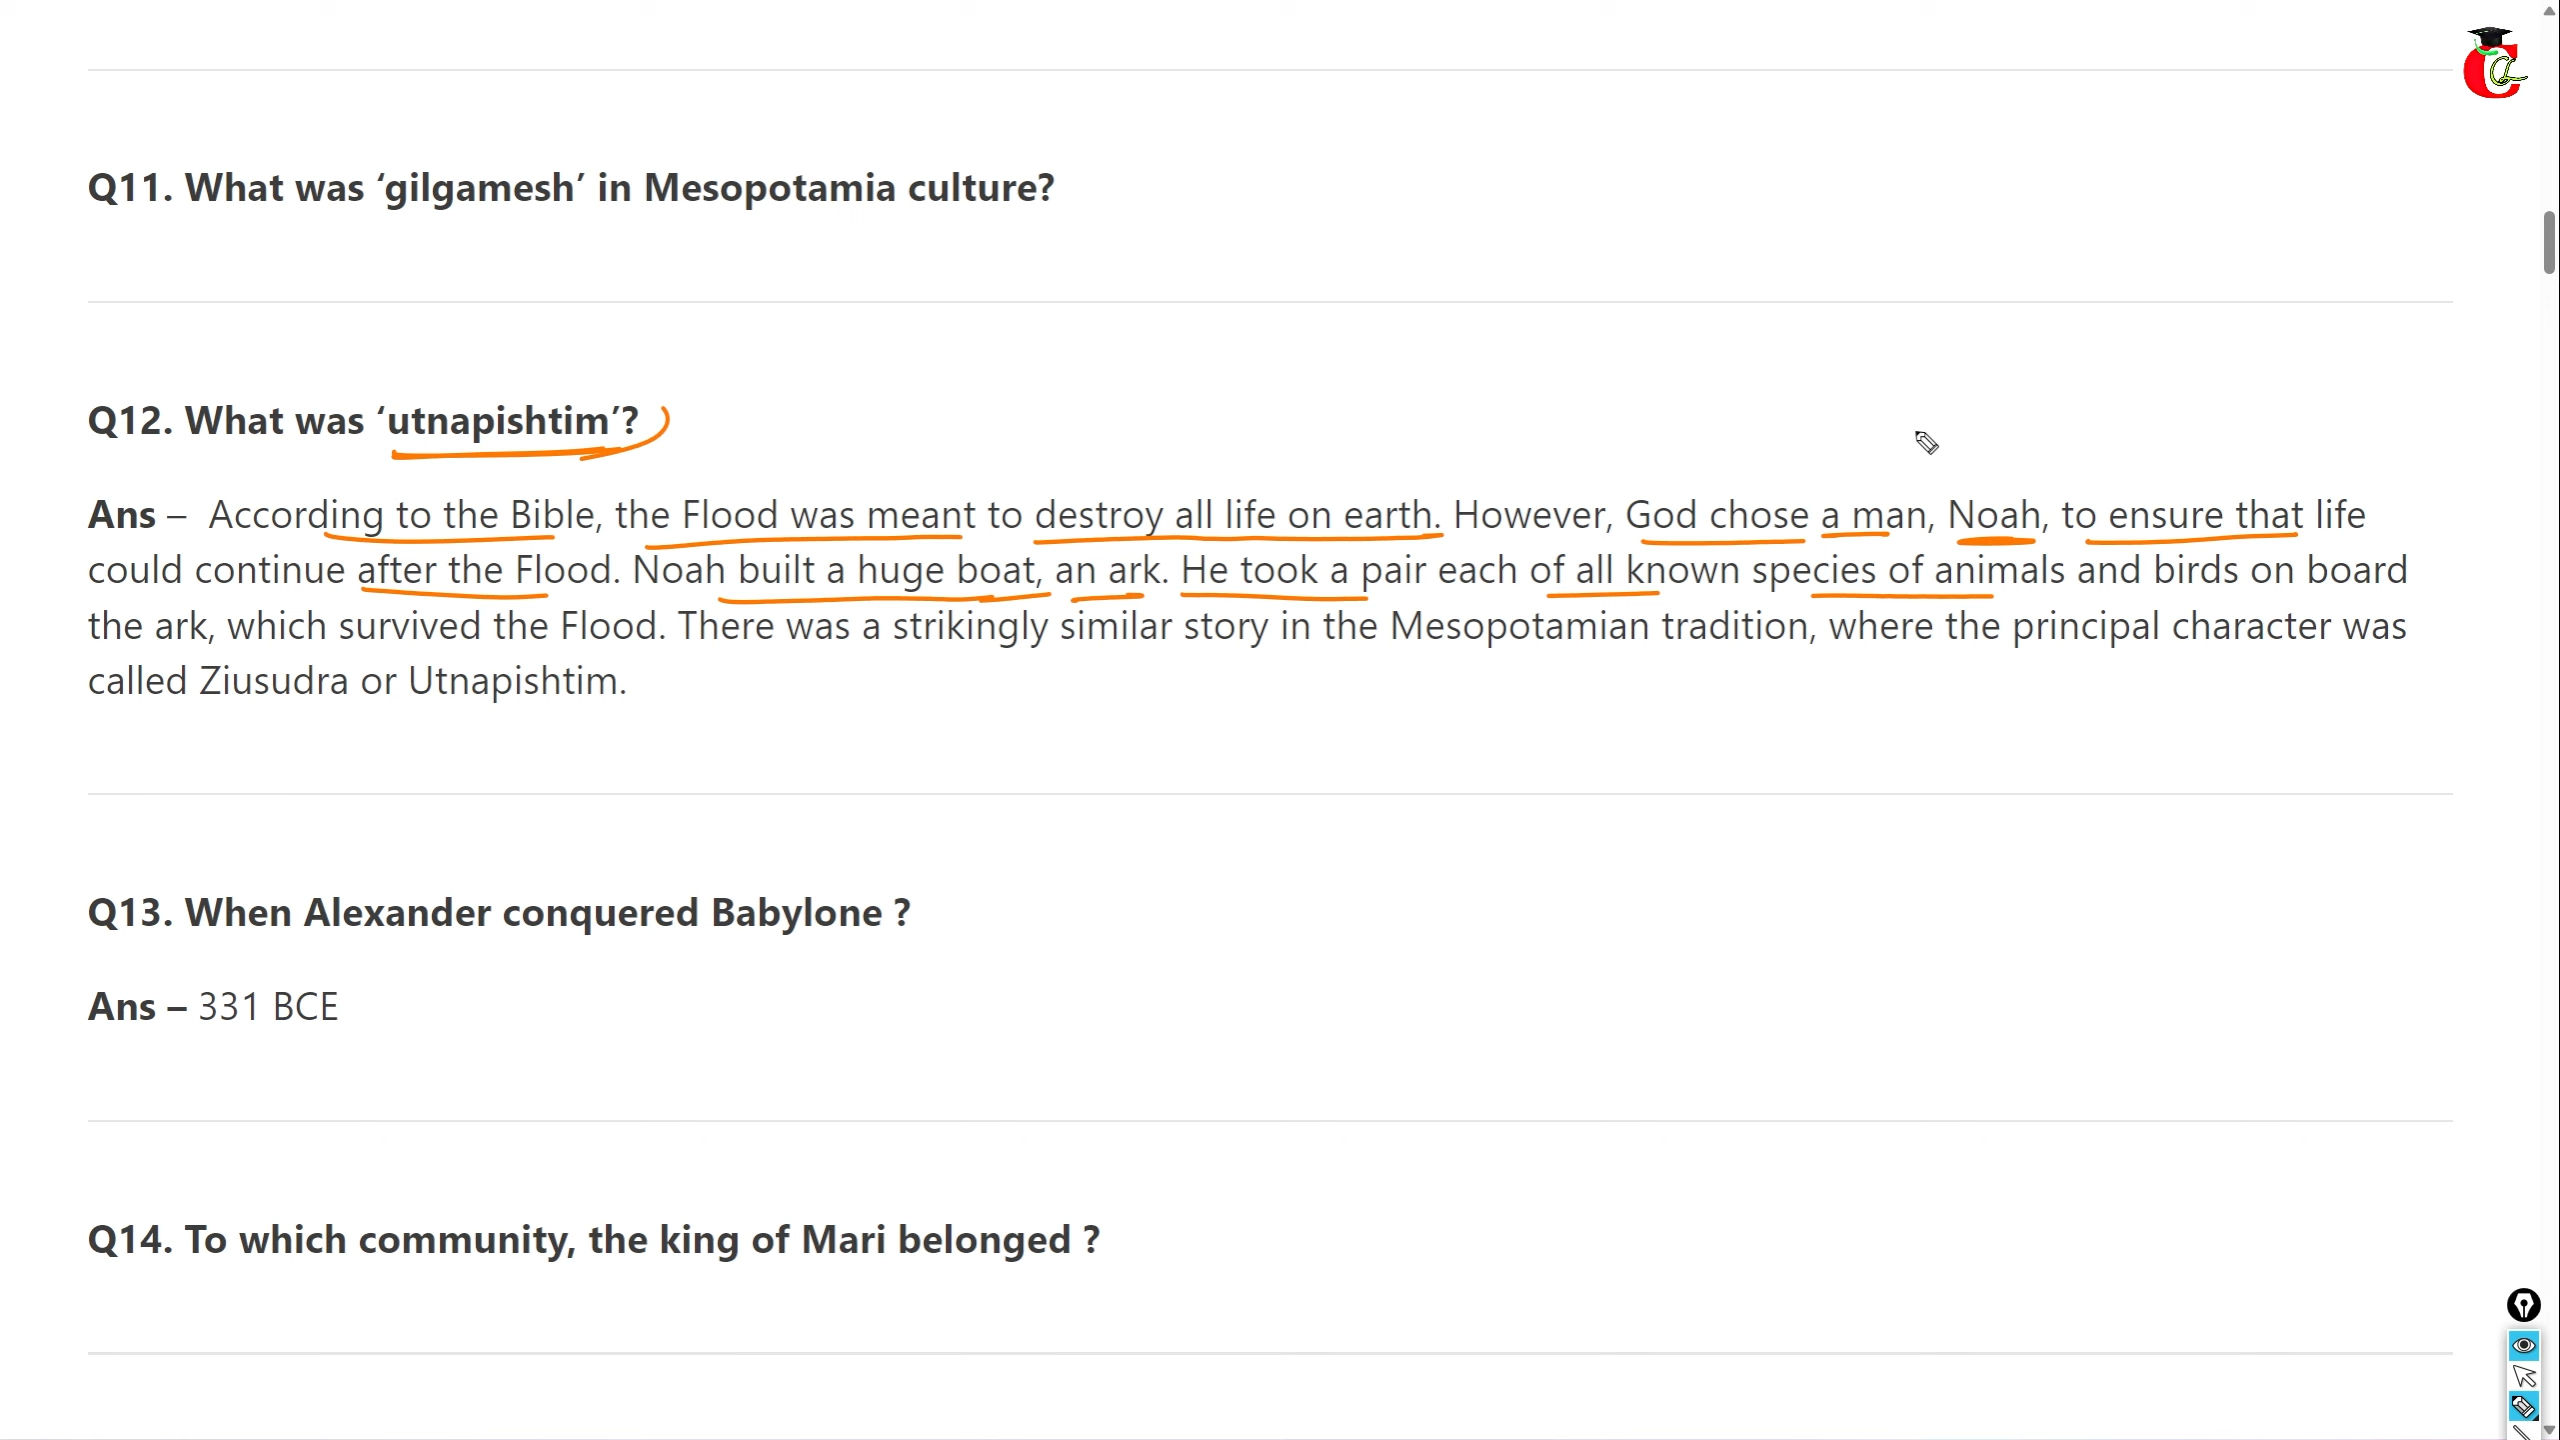 Q11. What was ‘gilgamesh’ in Mesopotamia culture?
Q12. What was ‘utnapishtim’?
Ans –  According to the Bible, the Flood was meant to destroy all life on earth. However, God chose a man, Noah, to ensure that life
could continue after the Flood. Noah built a huge boat, an ark. He took a pair each of all known species of animals and birds on board
the ark, which survived the Flood. There was a strikingly similar story in the Mesopotamian tradition, where the principal character was
called Ziusudra or Utnapishtim.
Q13. When Alexander conquered Babylone ?
Ans – 331 BCE
Q14. To which community, the king of Mari belonged ?